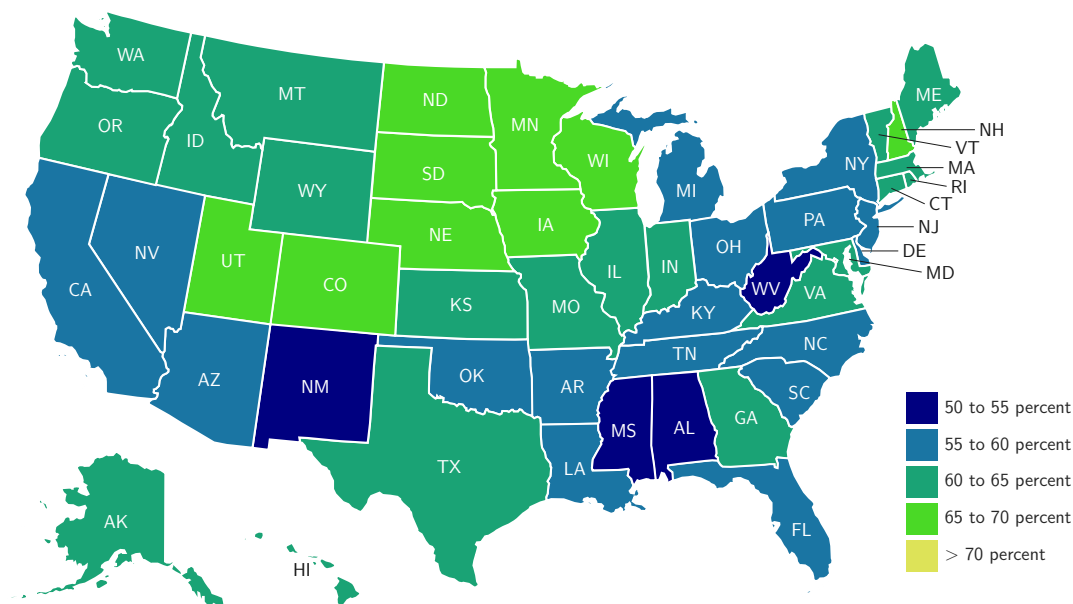 WA
MT
ND
MN
OR
ID
WY
SD
WI
MI
ME
NH
VT
NY
MA
RI
CT
NV
UT
CO
NE
IA
IL
IN
OH
PA
NJ
DE
MD
CA
KS
MO
KY
WV
VA
AZ
NM
OK
AR
TN
NC
SC
TX
LA
MS
AL
GA
FL
AK
HI
50 to 55 percent
55 to 60 percent
60 to 65 percent
65 to 70 percent
> 70 percent